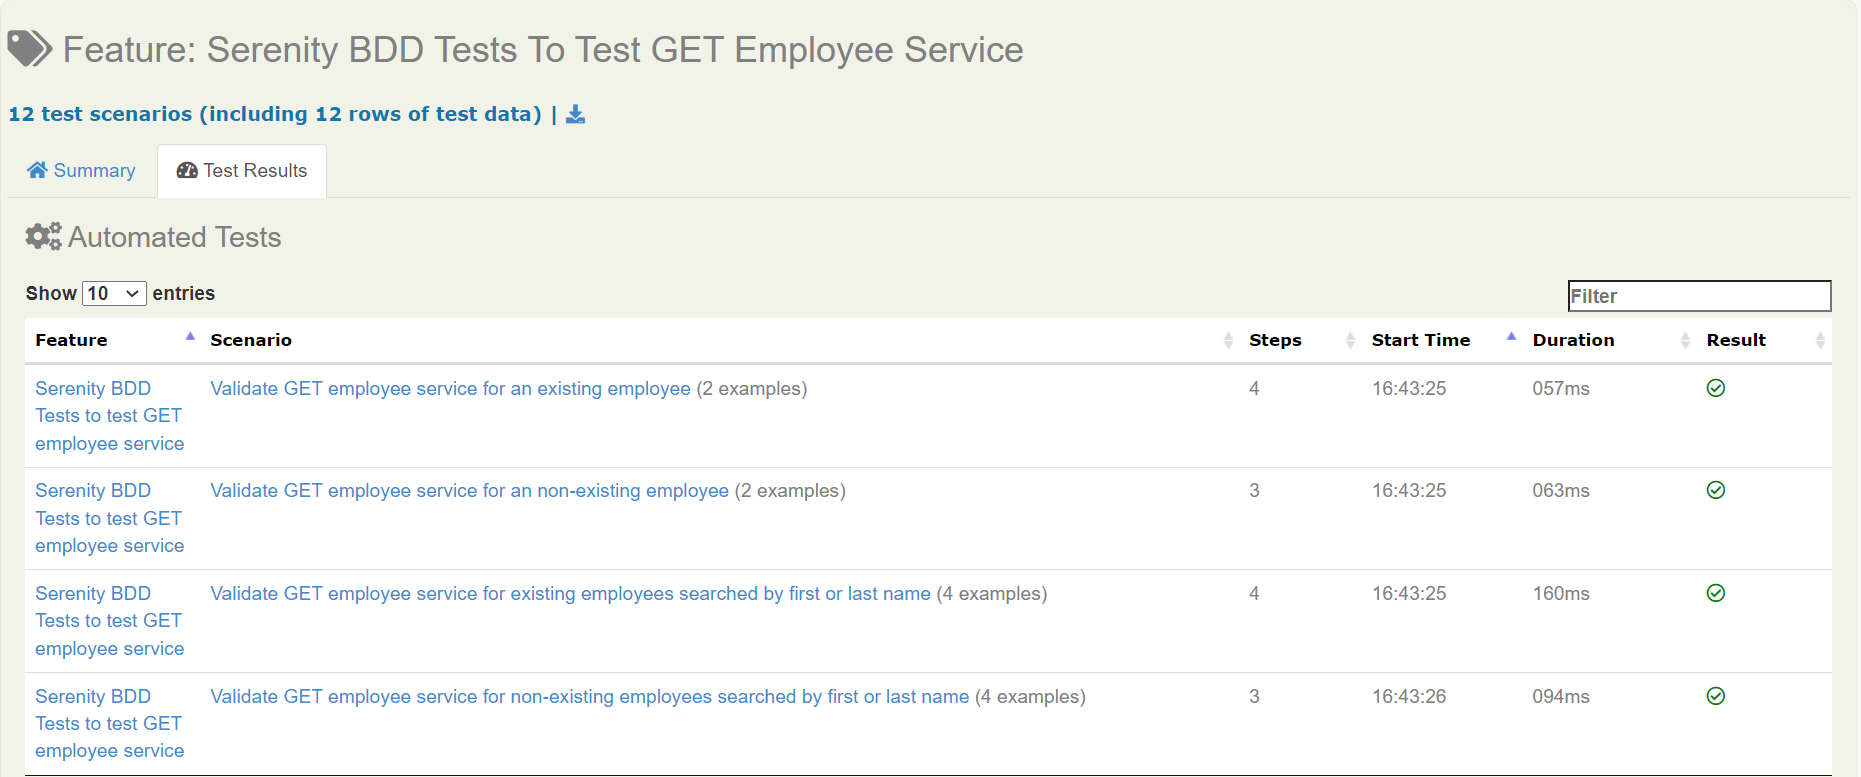 Feature: Serenity BDD Tests To Test GET Employee Service
12 test scenarios (including 12 rows of test data) |
Summary
Test Results
Automated Tests
Show 10 entries
Filter
Feature Scenario Steps Start Time Duration Result
Serenity BDD Validate GET employee service for an existing employee (2 examples) 4 16:43:25 057ms
Tests to test GET
employee service
Serenity BDD Validate GET employee service for an non-existing employee (2 examples) 3 16:43:25 063ms
Tests to test GET
employee service
Serenity BDD Validate GET employee service for existing employees searched by first or last name (4 examples) 4 16:43:25 160ms
Tests to test GET
employee service
Serenity BDD Validate GET employee service for non-existing employees searched by first or last name (4 examples) 3 16:43:26 094ms
Tests to test GET
employee service